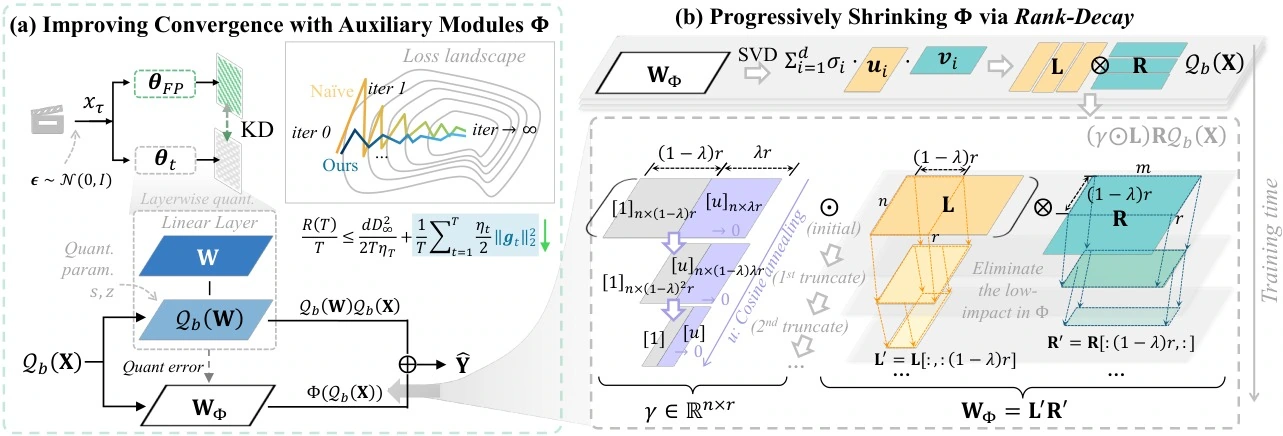 (a) Improving Convergence with Auxiliary Modules Φ
θ_FP
x_τ
KD
θ_t
ϵ ~ 𝒩(0, I)
Loss landscape
Naïve
iter 1
iter 0
iter → ∞
Ours
...
Layerwise quant.
Linear Layer
W
Quant. param. s, z
Q_b(W)
R(T)/T ≤ dD²_∞/2Tη_T + 1/T ∑^T_{t=1} η_t/2 ‖g_t‖²₂
Q_b(W)Q_b(X)
Q_b(X)
Quant error
Φ(Q_b(X))
Ŷ
W_Φ
(b) Progressively Shrinking Φ via Rank-Decay
W_Φ
SVD
∑^d_{i=1} σ_i · u_i · v_i
L ⊗ R Q_b(X)
(γ⊙L)RQ_b(X)
(1 − λ)r
λr
[1]_{n×(1−λ)r}
[u]_{n×λr}
→ 0
[1]_{n×(1−λ)²r}
[u]_{n×(1−λ)λr}
→ 0
[1]
[u]
→ 0
u: Cosine annealing
γ ∈ ℝ^{n×r}
⊙
(initial)
(1st truncate)
(2nd truncate)
...
(1 − λ)r
n
L
r
⊗
m
(1 − λ)r
R
r
Eliminate
the low-
impact in Φ
L′ = L[:, : (1 − λ)r]
...
R′ = R[: (1 − λ)r, :]
...
W_Φ = L′R′
Training time